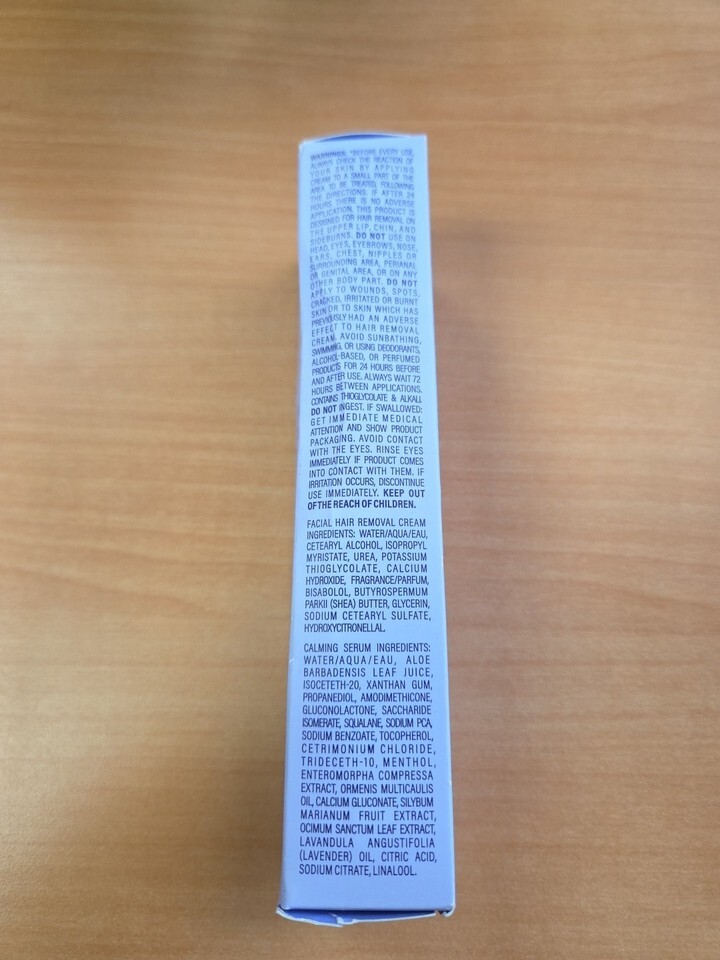 WARNINGS: *BEFORE EVERY USE,
ALWAYS CHECK THE REACTION OF
YOUR SKIN BY APPLYING
CREAM TO A SMALL PART OF THE
AREA TO BE TREATED, FOLLOWING
THE DIRECTIONS. IF AFTER 24
HOURS THERE IS NO ADVERSE
APPLICATION, THIS PRODUCT IS
DESIGNED FOR HAIR REMOVAL ON
THE UPPER LIP, CHIN, AND
SIDEBURNS. DO NOT USE ON
HEAD, EYES, EYEBROWS, NOSE,
EARS, CHEST, NIPPLES OR
SURROUNDING AREA, PERIANAL
OR GENITAL AREA, OR ON ANY
OTHER BODY PART. DO NOT
APPLY TO WOUNDS, SPOTS,
CRACKED, IRRITATED OR BURNT
SKIN OR TO SKIN WHICH HAS
PREVIOUSLY HAD AN ADVERSE
EFFECT TO HAIR REMOVAL
CREAM. AVOID SUNBATHING,
SWIMMING, OR USING DEODORANTS,
ALCOHOL-BASED, OR PERFUMED
PRODUCTS FOR 24 HOURS BEFORE
AND AFTER USE. ALWAYS WAIT 72
HOURS BETWEEN APPLICATIONS.
CONTAINS THIOGLYCOLATE & ALKALI.
DO NOT INGEST. IF SWALLOWED:
GET IMMEDIATE MEDICAL
ATTENTION AND SHOW PRODUCT
PACKAGING. AVOID CONTACT
WITH THE EYES. RINSE EYES
IMMEDIATELY IF PRODUCT COMES
INTO CONTACT WITH THEM. IF
IRRITATION OCCURS, DISCONTINUE
USE IMMEDIATELY. KEEP OUT
OF THE REACH OF CHILDREN.
FACIAL HAIR REMOVAL CREAM
INGREDIENTS: WATER/AQUA/EAU,
CETEARYL ALCOHOL, ISOPROPYL
MYRISTATE, UREA, POTASSIUM
THIOGLYCOLATE, CALCIUM
HYDROXIDE, FRAGRANCE/PARFUM,
BISABOLOL, BUTYROSPERMUM
PARKII (SHEA) BUTTER, GLYCERIN,
SODIUM CETEARYL SULFATE,
HYDROXYCITRONELLAL.
CALMING SERUM INGREDIENTS:
WATER/AQUA/EAU, ALOE
BARBADENSIS LEAF JUICE,
ISOCETETH-20, XANTHAN GUM,
PROPANEDIOL, AMODIMETHICONE,
GLUCONOLACTONE, SACCHARIDE
ISOMERATE, SQUALANE, SODIUM PCA,
SODIUM BENZOATE, TOCOPHEROL,
CETRIMONIUM CHLORIDE,
TRIDECETH-10, MENTHOL,
ENTEROMORPHA COMPRESSA
EXTRACT, ORMENIS MULTICAULIS
OIL, CALCIUM GLUCONATE, SILYBUM
MARIANUM FRUIT EXTRACT,
OCIMUM SANCTUM LEAF EXTRACT,
LAVANDULA ANGUSTIFOLIA
(LAVENDER) OIL, CITRIC ACID,
SODIUM CITRATE, LINALOOL.